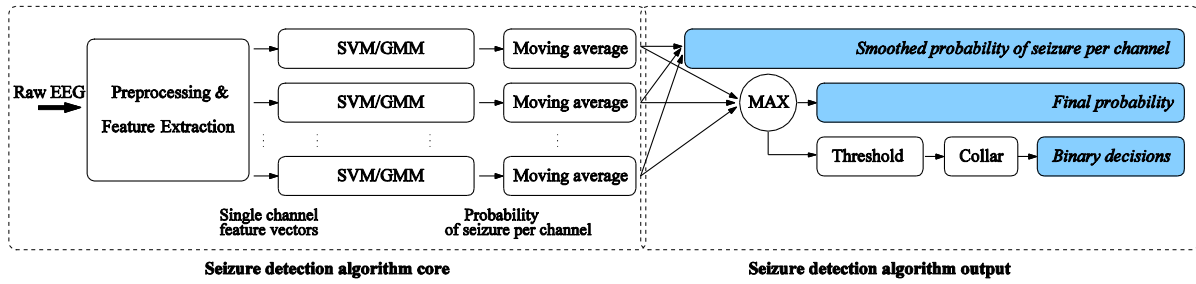 Raw EEG
Preprocessing &
Feature Extraction
SVM/GMM
SVM/GMM
SVM/GMM
Single channel
feature vectors
Moving average
Moving average
Moving average
Probability
of seizure per channel
Seizure detection algorithm core
Smoothed probability of seizure per channel
MAX
Final probability
Threshold
Collar
Binary decisions
Seizure detection algorithm output